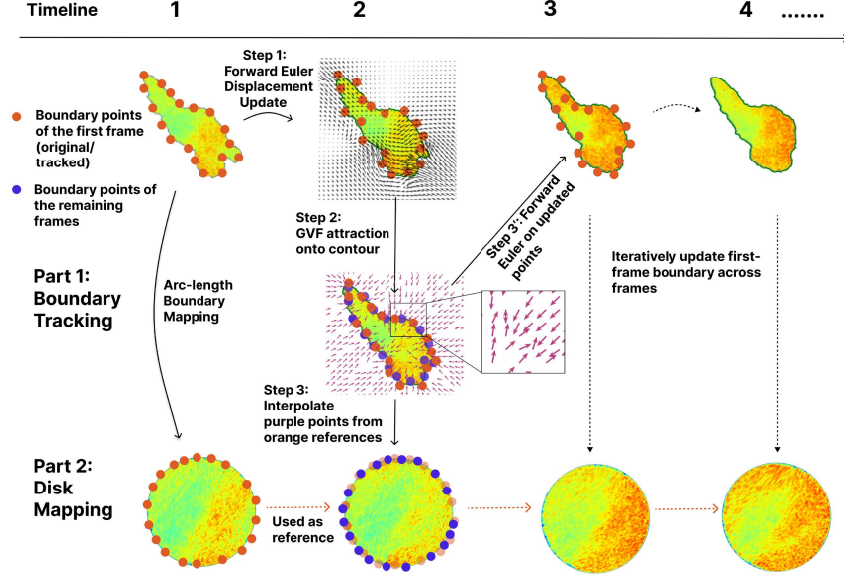 Timeline
1
2
3
4
.......
Step 1:
Forward Euler
Displacement
Update
Boundary points
of the first frame
(original/
tracked)
Boundary points of
the remaining
frames
Step 2:
GVF attraction
onto contour
Step 3': Forward
Euler on updated
points
Iteratively update first-
frame boundary across
frames
Part 1:
Boundary
Tracking
Arc-length
Boundary
Mapping
Step 3:
Interpolate
purple points from
orange references
Part 2:
Disk
Mapping
Used as
reference